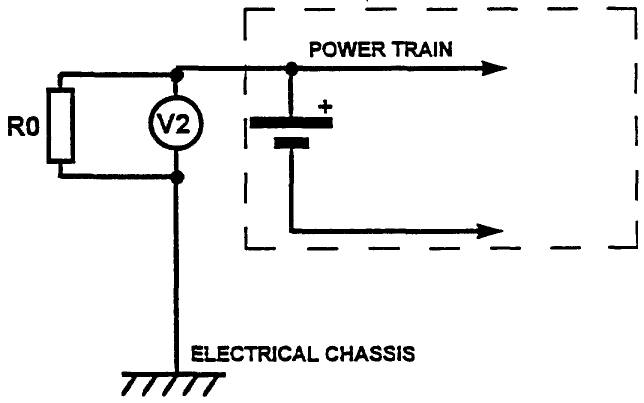 POWER TRAIN
+
R0
V2
ELECTRICAL CHASSIS